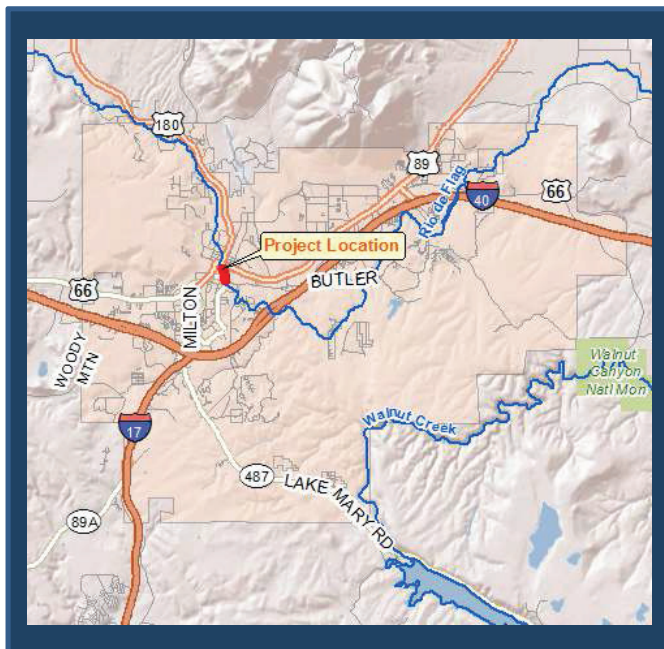 180
89
66
40
Rio de Flag
Project Location
BUTLER
66
MILTON
WOODY
MTN
Walnut
Canyon
Natl Mon
Walnut Creek
17
487
LAKE MARY RD
89A